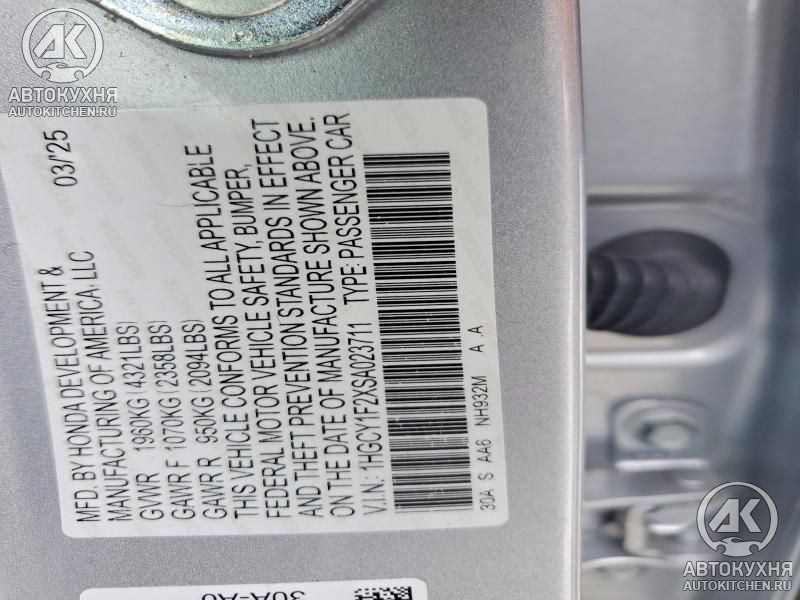 MFD. BY HONDA DEVELOPMENT & 03/'25
MANUFACTURING OF AMERICA, LLC
GVWR 1960KG (4321LBS)
GAWR F 1070KG (2358LBS)
GAWR R 950KG (2094LBS)
THIS VEHICLE CONFORMS TO ALL APPLICABLE
FEDERAL MOTOR VEHICLE SAFETY, BUMPER,
AND THEFT PREVENTION STANDARDS IN EFFECT
ON THE DATE OF MANUFACTURE SHOWN ABOVE.
V.I.N: 1HGCY1F2XSA023711 TYPE: PASSENGER CAR
30A S AA6 NH932M A .A
AK
АВТОКУХНЯ
AUTOKITCHEN.RU
AK
АВТОКУХНЯ
AUTOKITCHEN.RU